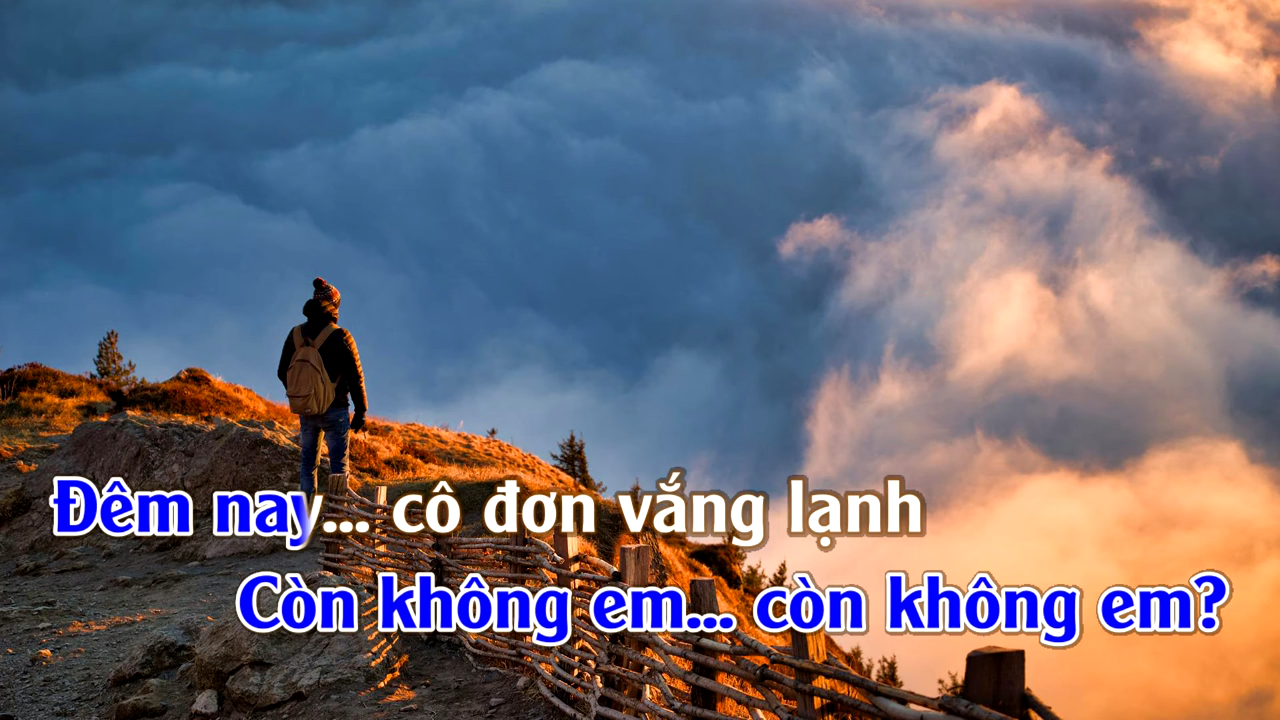 Đêm nay... cô đơn vắng lạnh
Còn không em... còn không em?